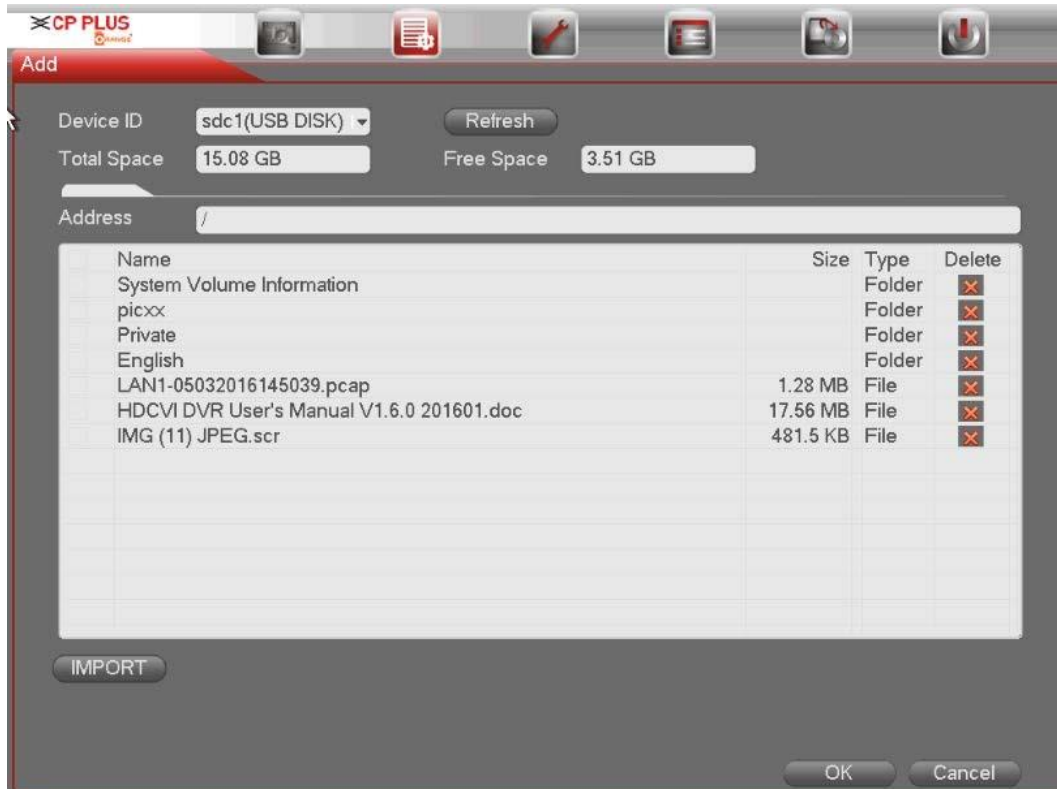 CP PLUS
ORANGE
Add
Device ID sdc1(USB DISK) Refresh
Total Space 15.08 GB Free Space 3.51 GB
Address /
Name Size Type Delete
System Volume Information Folder
picxx Folder
Private Folder
English Folder
LAN1-05032016145039.pcap 1.28 MB File
HDCVI DVR User's Manual V1.6.0 201601.doc 17.56 MB File
IMG (11) JPEG.scr 481.5 KB File
IMPORT
OK Cancel